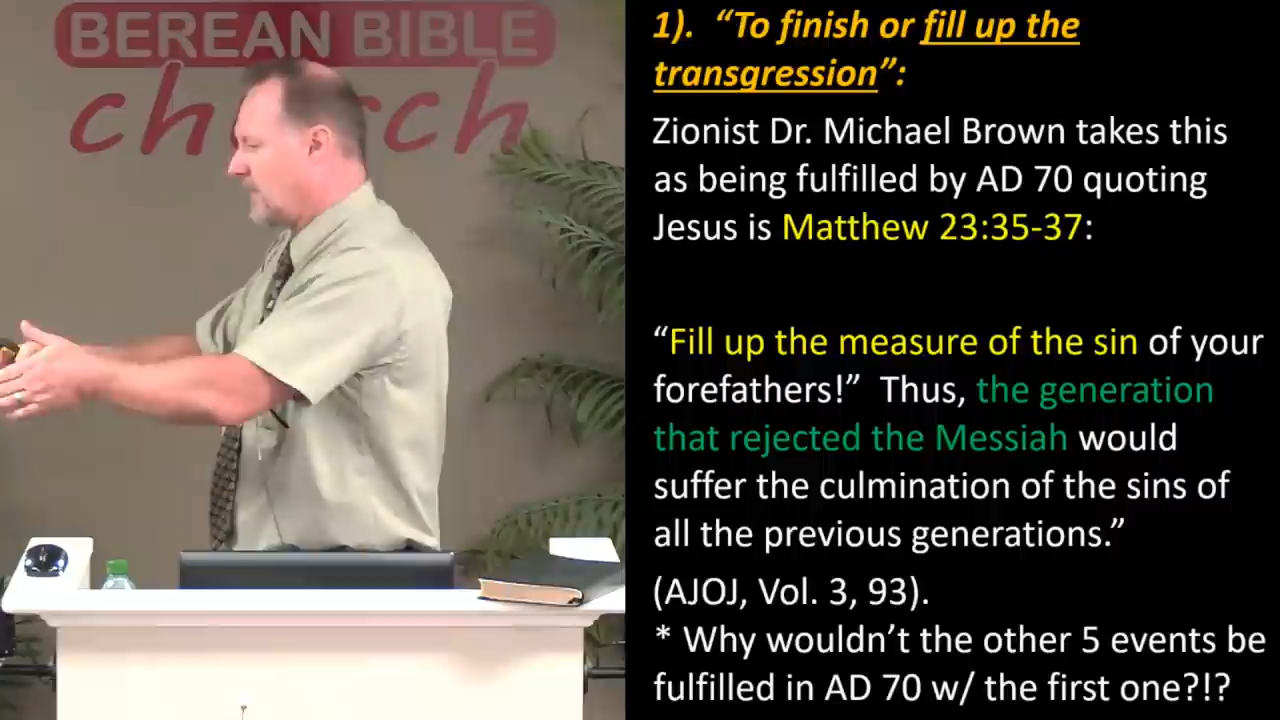 BEREAN BIBLE
church
1). “To finish or fill up the
transgression”:
Zionist Dr. Michael Brown takes this
as being fulfilled by AD 70 quoting
Jesus is Matthew 23:35-37:
“Fill up the measure of the sin of your
forefathers!” Thus, the generation
that rejected the Messiah would
suffer the culmination of the sins of
all the previous generations.”
(AJOJ, Vol. 3, 93).
* Why wouldn’t the other 5 events be
fulfilled in AD 70 w/ the first one?!?